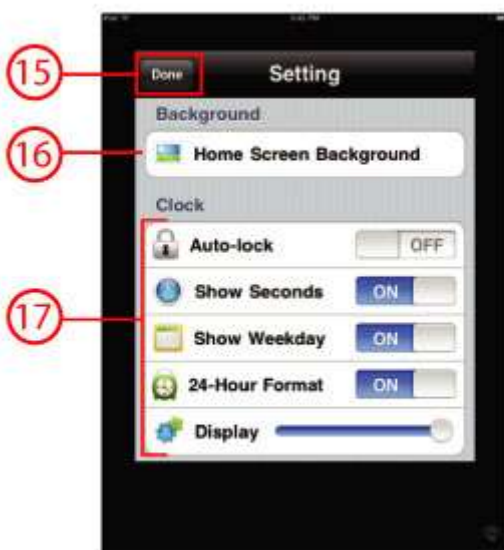 15
Done
Setting
Background
16
Home Screen Background
Clock
17
Auto-lock OFF
Show Seconds ON
Show Weekday ON
24-Hour Format ON
Display